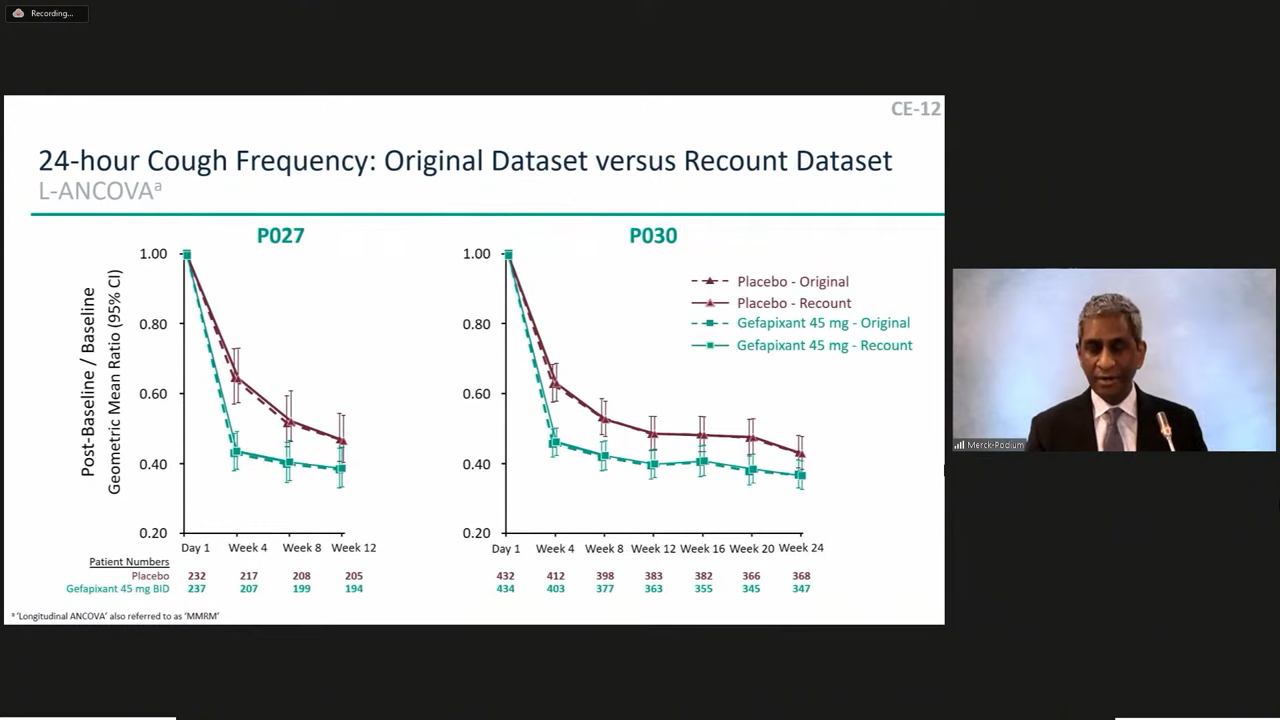 Recording...
CE-12
24-hour Cough Frequency: Original Dataset versus Recount Dataset
L-ANCOVAᵃ
P027
P030
Post-Baseline / Baseline
Geometric Mean Ratio (95% CI)
1.00
0.80
0.60
0.40
0.20
1.00
0.80
0.60
0.40
0.20
Placebo - Original
Placebo - Recount
Gefapixant 45 mg - Original
Gefapixant 45 mg - Recount
Day 1 Week 4 Week 8 Week 12
Day 1 Week 4 Week 8 Week 12 Week 16 Week 20 Week 24
Patient Numbers
Placebo 232 217 208 205 432 412 398 383 382 366 368
Gefapixant 45 mg BID 237 207 199 194 434 403 377 363 355 345 347
ᵃ 'Longitudinal ANCOVA' also referred to as 'MMRM'
Merck-Podium